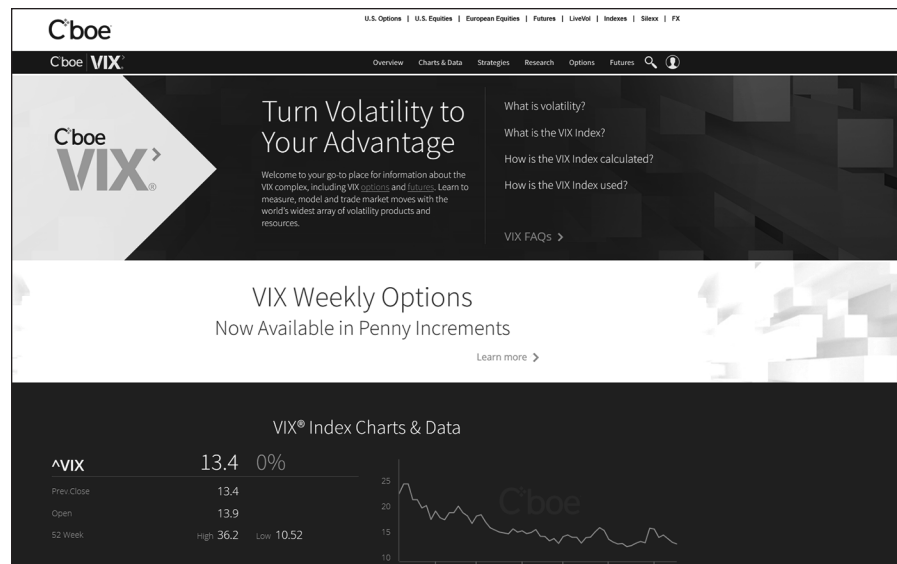 Cboe
U.S. Options | U.S. Equities | European Equities | Futures | LiveVol | Indexes | Silexx | FX
Cboe VIX
Overview Charts & Data Strategies Research Options Futures
Cboe
VIX®
Turn Volatility to
Your Advantage
Welcome to your go-to place for information about the
VIX complex, including VIX options and futures. Learn to
measure, model and trade market moves with the
world's widest array of volatility products and
resources.
What is volatility?
What is the VIX Index?
How is the VIX Index calculated?
How is the VIX Index used?
VIX FAQs >
VIX Weekly Options
Now Available in Penny Increments
Learn more >
VIX® Index Charts & Data
^VIX 13.4 0%
Prev.Close 13.4
Open 13.9
52 Week High 36.2 Low 10.52
25
20
15
10
Cboe